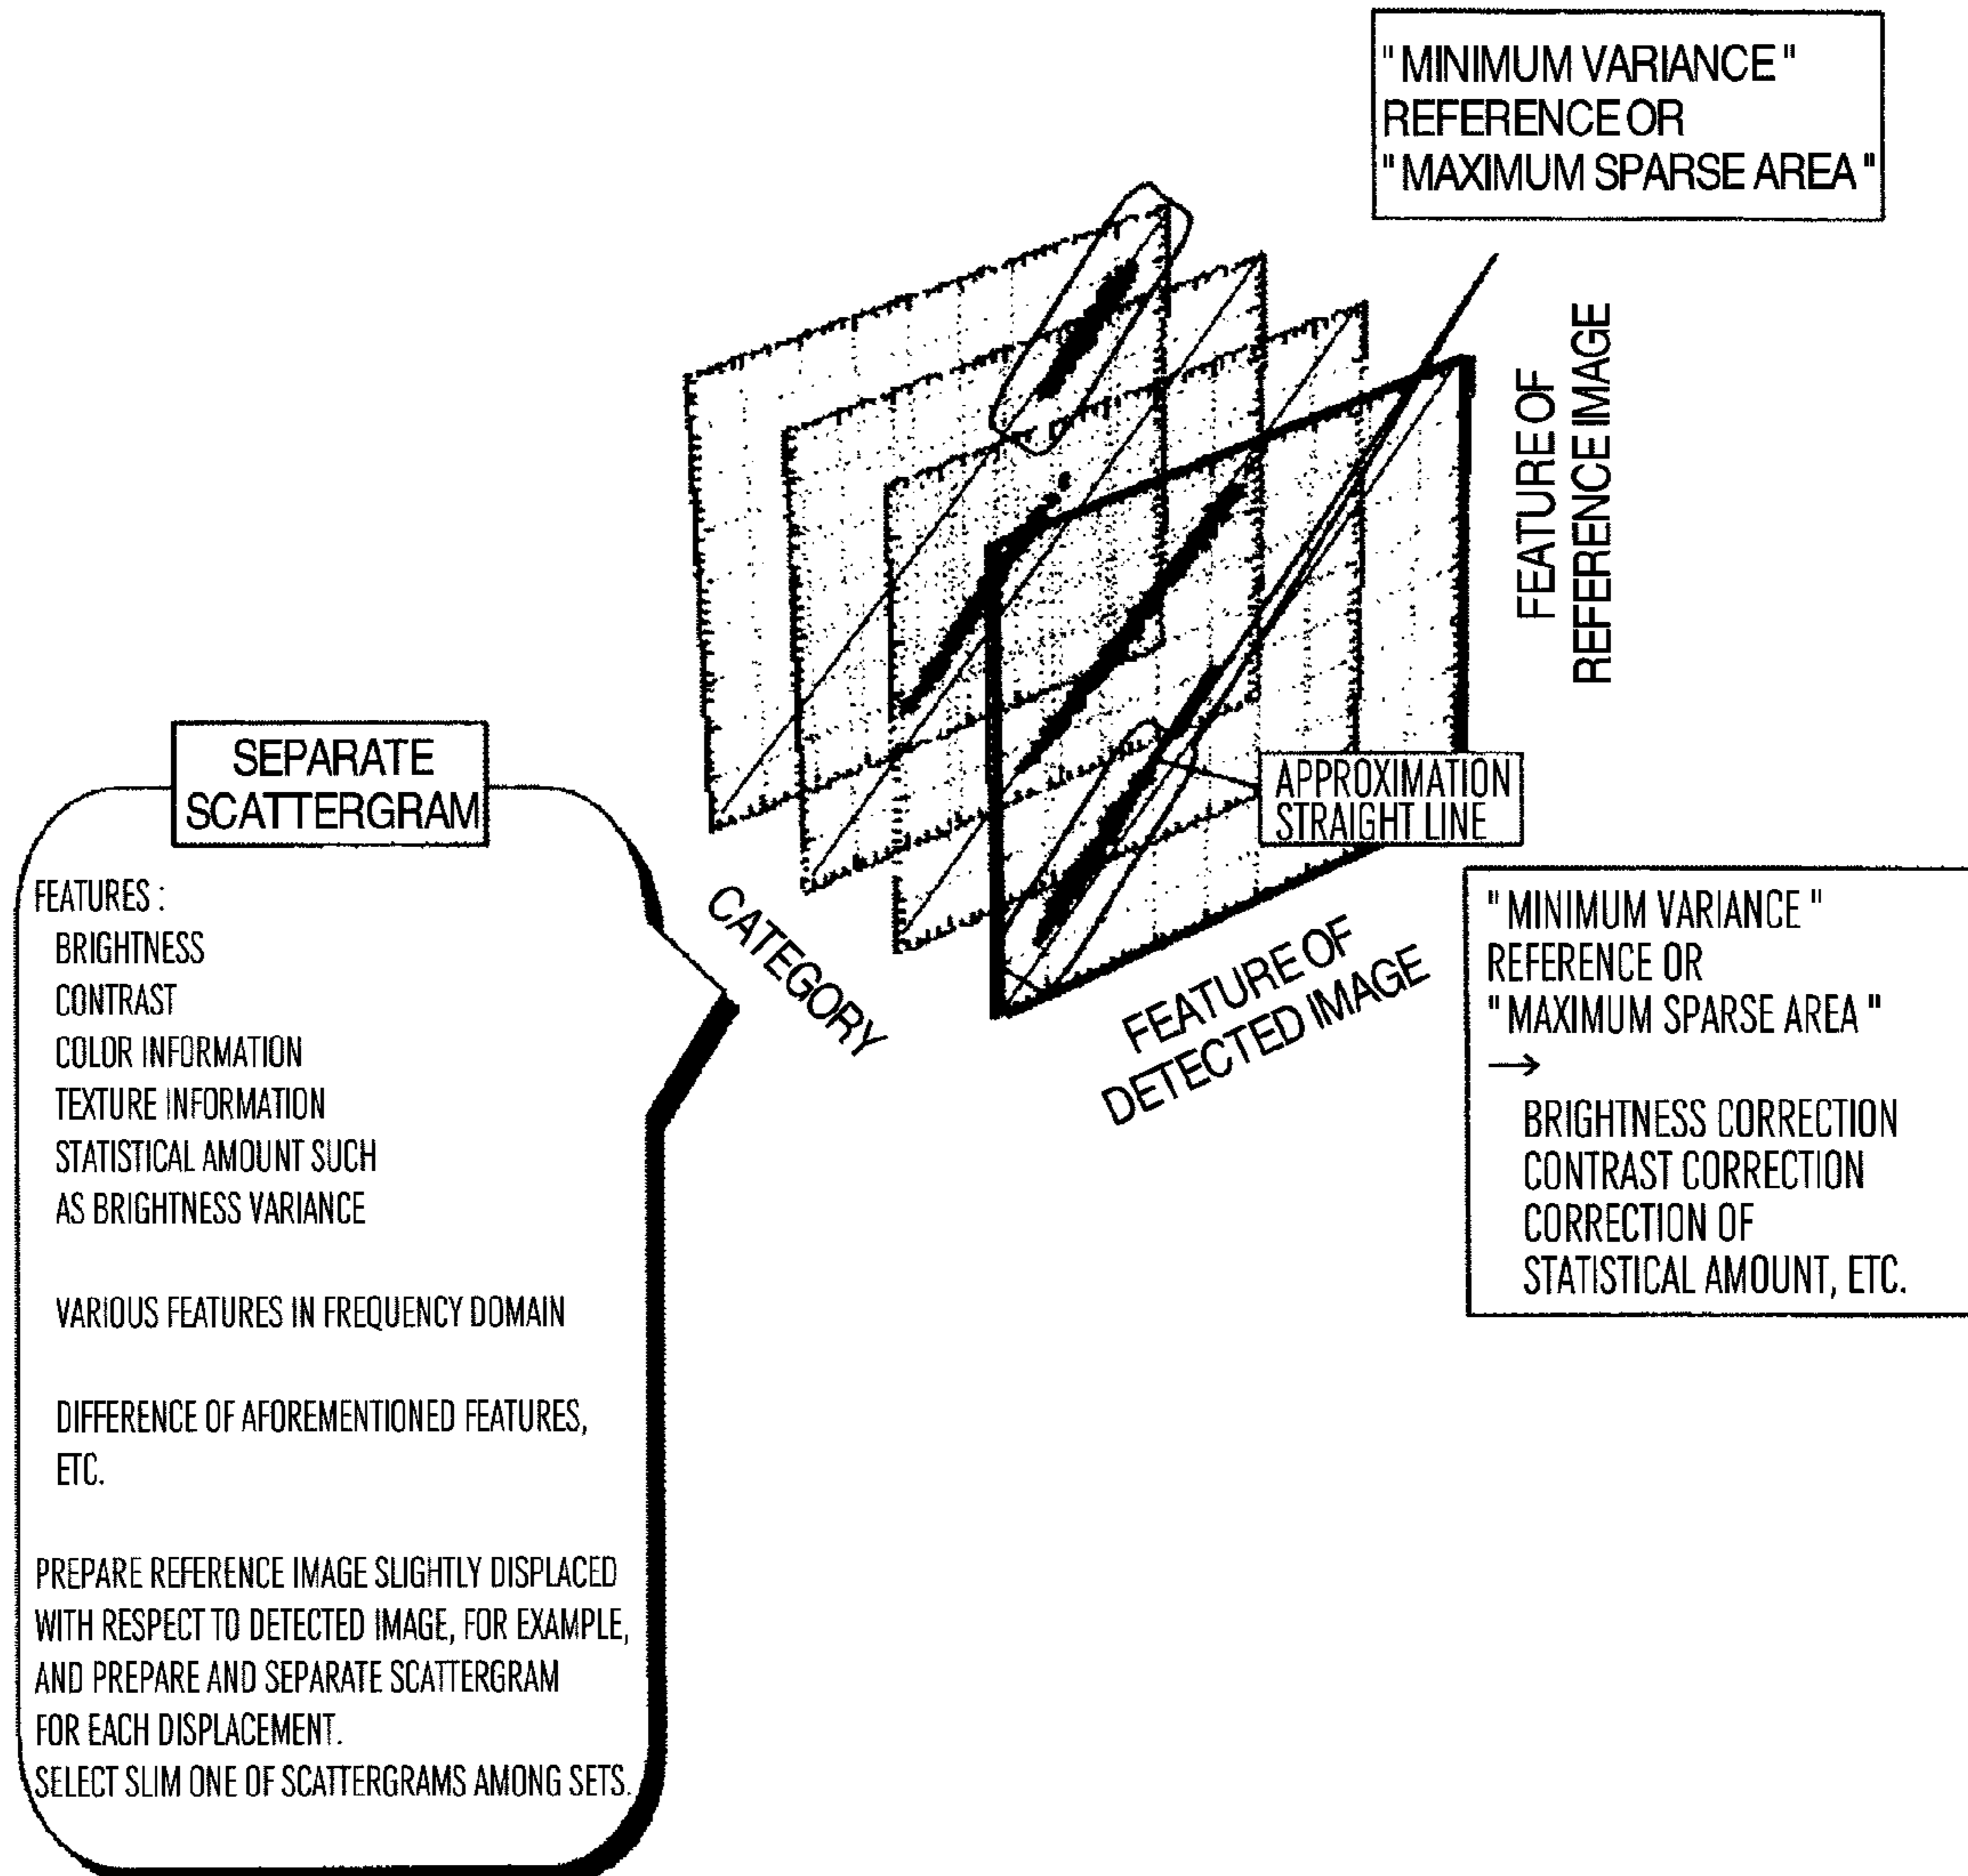 " MINIMUM VARIANCE "
REFERENCE OR
" MAXIMUM SPARSE AREA "
FEATURE OF
REFERENCE IMAGE
APPROXIMATION
STRAIGHT LINE
CATEGORY
FEATURE OF
DETECTED IMAGE
SEPARATE
SCATTERGRAM
FEATURES :
BRIGHTNESS
CONTRAST
COLOR INFORMATION
TEXTURE INFORMATION
STATISTICAL AMOUNT SUCH
AS BRIGHTNESS VARIANCE
VARIOUS FEATURES IN FREQUENCY DOMAIN
DIFFERENCE OF AFOREMENTIONED FEATURES,
ETC.
PREPARE REFERENCE IMAGE SLIGHTLY DISPLACED
WITH RESPECT TO DETECTED IMAGE, FOR EXAMPLE,
AND PREPARE AND SEPARATE SCATTERGRAM
FOR EACH DISPLACEMENT.
SELECT SLIM ONE OF SCATTERGRAMS AMONG SETS.
" MINIMUM VARIANCE "
REFERENCE OR
" MAXIMUM SPARSE AREA "
→
BRIGHTNESS CORRECTION
CONTRAST CORRECTION
CORRECTION OF
STATISTICAL AMOUNT, ETC.